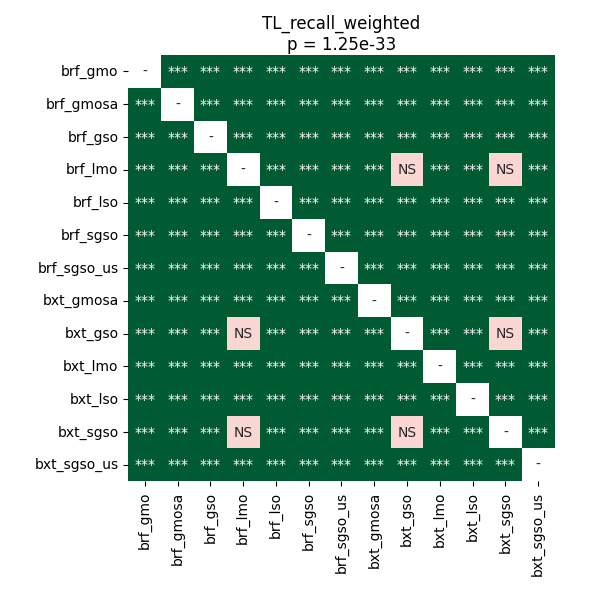 TL_recall_weighted
p = 1.25e-33
brf_gmo - *** *** *** *** *** *** *** *** *** *** *** ***
brf_gmosa *** - *** *** *** *** *** *** *** *** *** *** ***
brf_gso *** *** - *** *** *** *** *** *** *** *** *** ***
brf_lmo *** *** *** - *** *** *** *** NS *** *** NS ***
brf_lso *** *** *** *** - *** *** *** *** *** *** *** ***
brf_sgso *** *** *** *** *** - *** *** *** *** *** *** ***
brf_sgso_us *** *** *** *** *** *** - *** *** *** *** *** ***
bxt_gmosa *** *** *** *** *** *** *** - *** *** *** *** ***
bxt_gso *** *** *** NS *** *** *** *** - *** *** NS ***
bxt_lmo *** *** *** *** *** *** *** *** *** - *** *** ***
bxt_lso *** *** *** *** *** *** *** *** *** *** - *** ***
bxt_sgso *** *** *** NS *** *** *** *** NS *** *** - ***
bxt_sgso_us *** *** *** *** *** *** *** *** *** *** *** *** -
brf_gmo brf_gmosa brf_gso brf_lmo brf_lso brf_sgso brf_sgso_us bxt_gmosa bxt_gso bxt_lmo bxt_lso bxt_sgso bxt_sgso_us